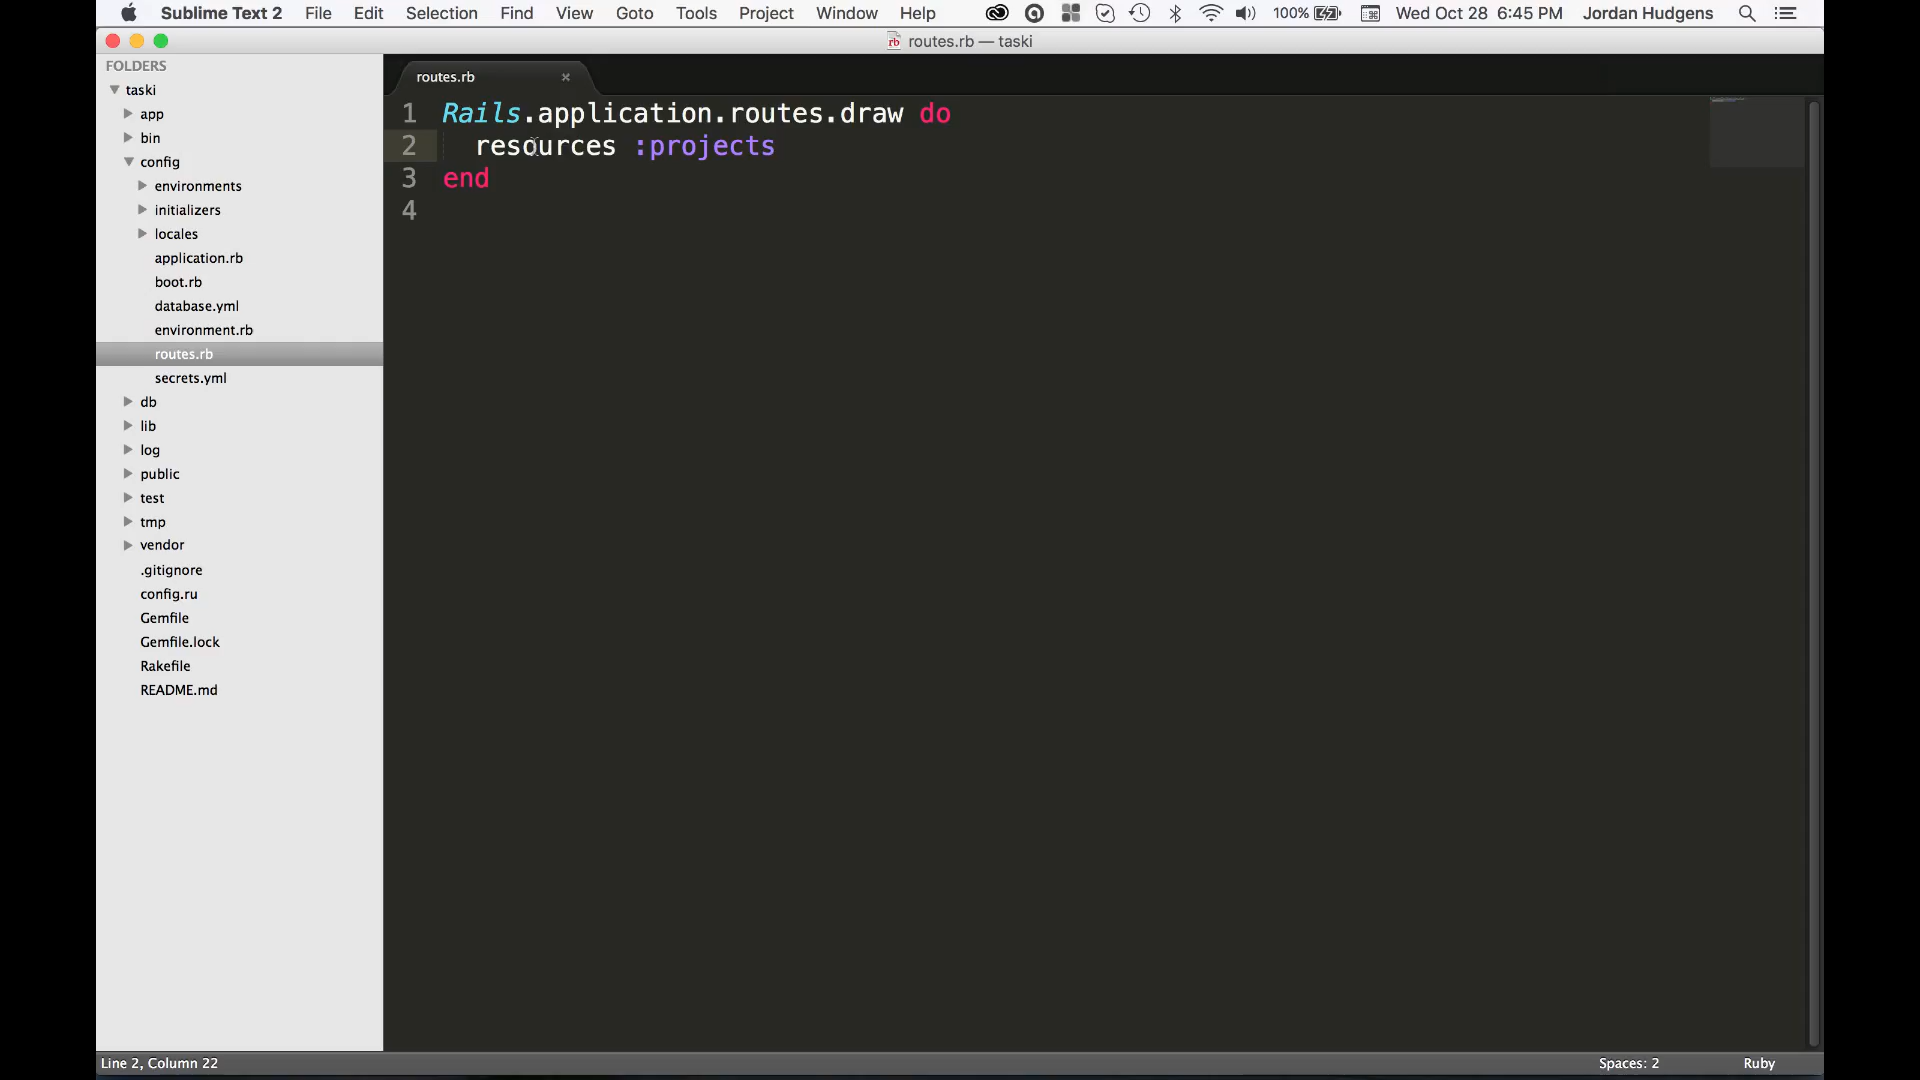 Sublime Text 2 File Edit Selection Find View Goto Tools Project Window Help 100% Wed Oct 28 6:45 PM Jordan Hudgens
rb routes.rb — taski
FOLDERS
taski
app
bin
config
environments
initializers
locales
application.rb
boot.rb
database.yml
environment.rb
routes.rb
secrets.yml
db
lib
log
public
test
tmp
vendor
.gitignore
config.ru
Gemfile
Gemfile.lock
Rakefile
README.md
routes.rb ×
1 Rails.application.routes.draw do
2 resources :projects
3 end
4
Line 2, Column 22 Spaces: 2 Ruby